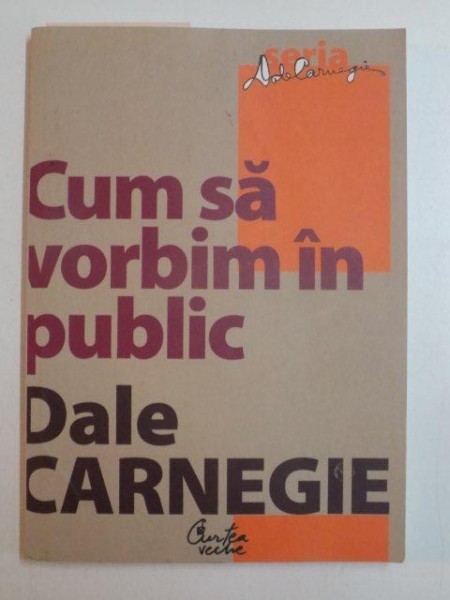 seria
Dale Carnegie
Cum să
vorbim în
public
Dale
CARNEGIE
Curtea
veche